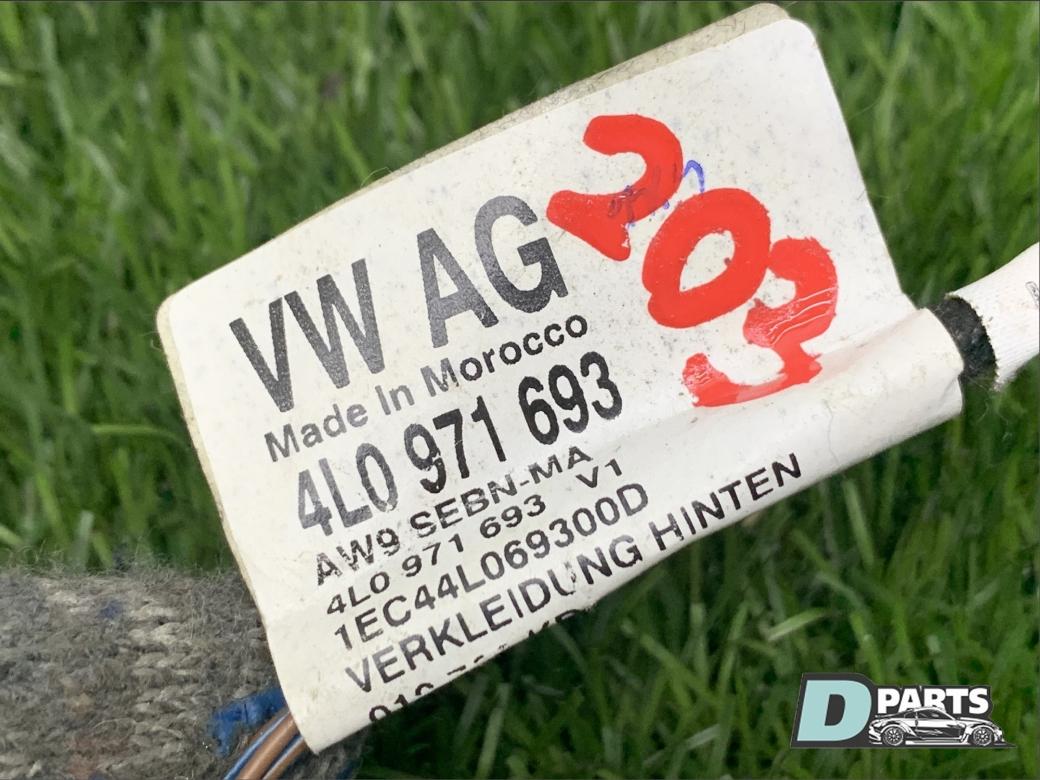 VW AG
Made In Morocco
4L0 971 693
AW9 SEBN-MA
4L0 971 693 V1
1EC44L069300D
VERKLEIDUNG HINTEN
203
D PARTS